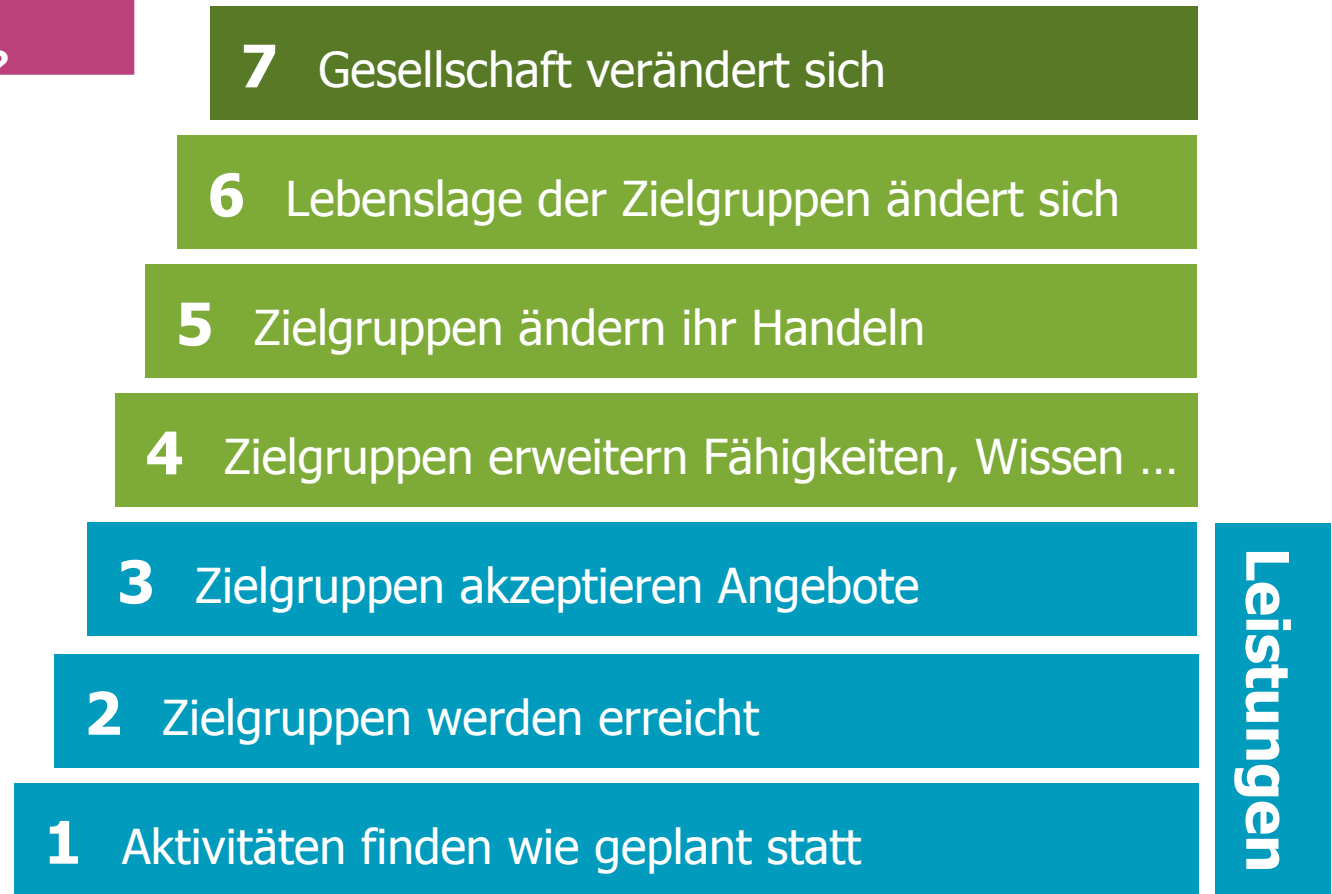 ?
7 Gesellschaft verändert sich
6 Lebenslage der Zielgruppen ändert sich
5 Zielgruppen ändern ihr Handeln
4 Zielgruppen erweitern Fähigkeiten, Wissen …
3 Zielgruppen akzeptieren Angebote
2 Zielgruppen werden erreicht
1 Aktivitäten finden wie geplant statt
Leistungen